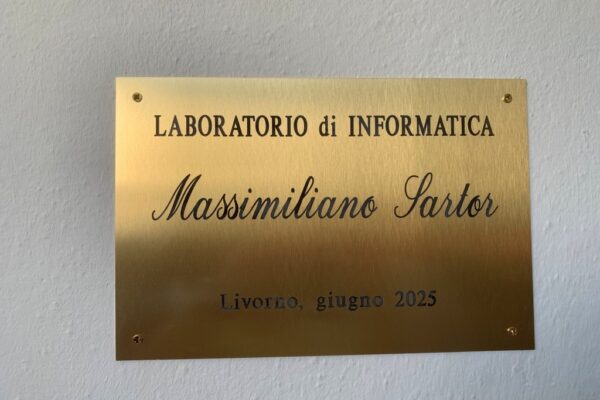 LABORATORIO di INFORMATICA
Massimiliano Sartor
Livorno, giugno 2025